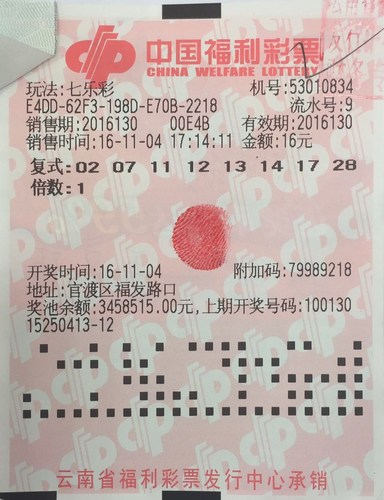 中国福利彩票
CHINA WELFARE LOTTERY
玩法:七乐彩 机号:53010834
E4DD-62F3-198D-E70B-2218 流水号:9
销售期:2016130 00E4B 有效期:2016130
销售时间:16-11-04 17:14:11 金额:16元
复式:02 07 11 12 13 14 17 28
倍数:1
开奖时间:16-11-04 附加码:79989218
地址:官渡区福发路口
奖池余额:3458515.00元,上期开奖号码:100130
15250413-12
云南省福利彩票发行中心承销